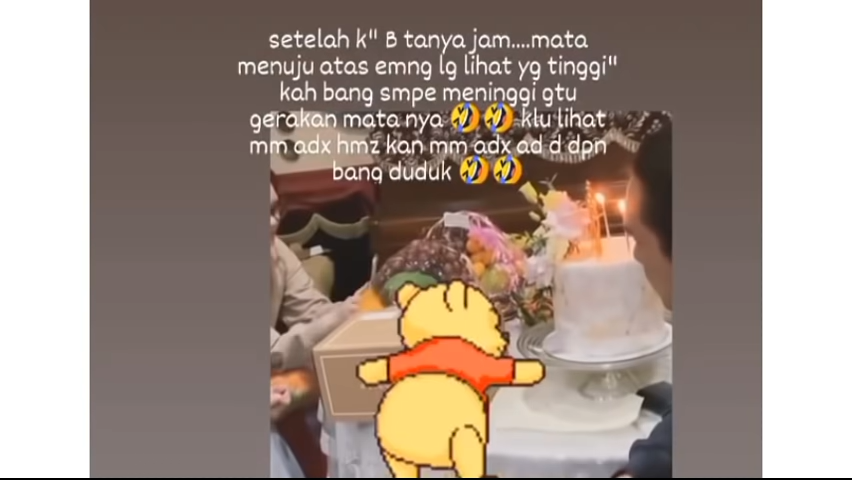 setelah k" B tanya jam....mata
menuju atas emng lg lihat yg tinggi"
kah bang smpe meninggi gtu
gerakan mata nya 🤣🤣 klu lihat
mm adx hmz kan mm adx ad d dpn
bang duduk 🤣🤣